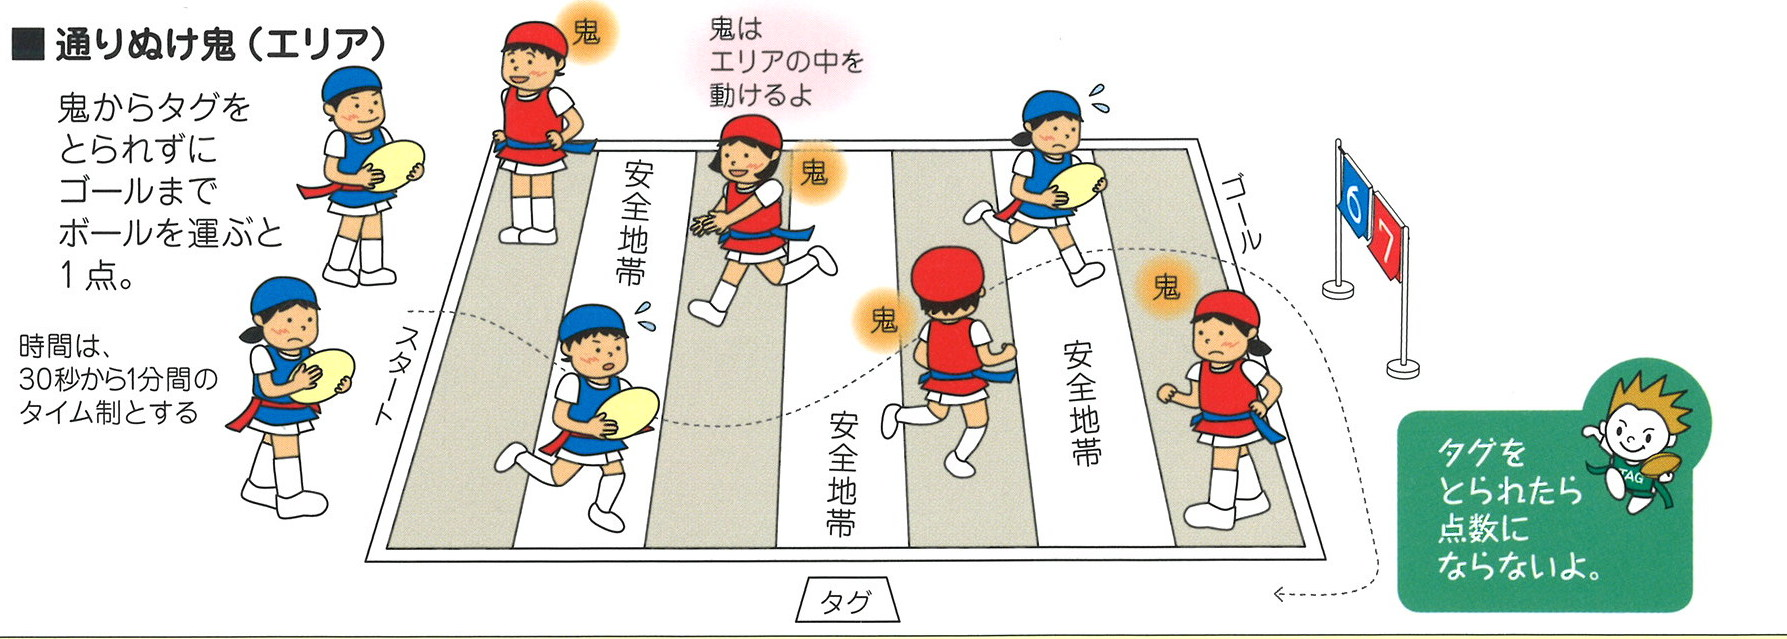 ■ 通りぬけ鬼（エリア）
鬼からタグを
とられずに
ゴールまで
ボールを運ぶと
1点。
時間は、
30秒から1分間の
タイム制とする
鬼
鬼は
エリアの中を
動けるよ
鬼
鬼
鬼
スタート
安全地帯
安全地帯
安全地帯
ゴール
6
7
タグ
タグを
とられたら
点数に
ならないよ。
TAG